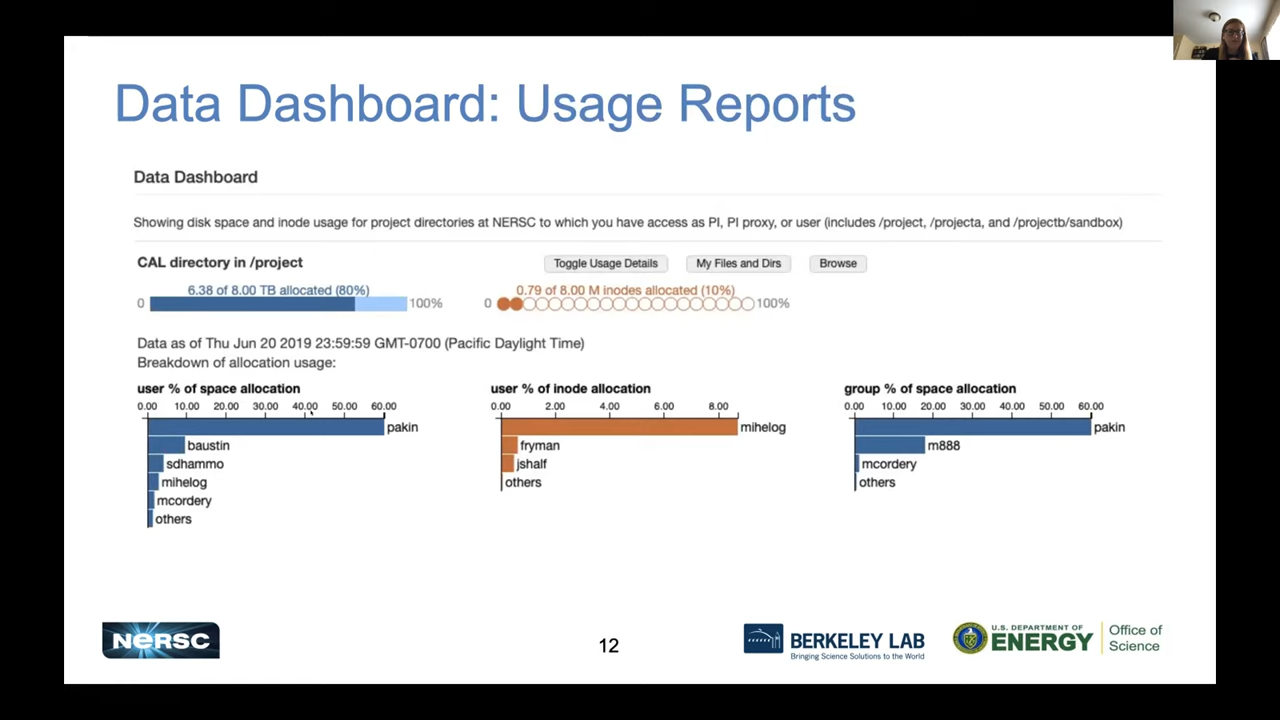 Data Dashboard: Usage Reports
Data Dashboard
Showing disk space and inode usage for project directories at NERSC to which you have access as PI, PI proxy, or user (includes /project, /projecta, and /projectb/sandbox)
CAL directory in /project
Toggle Usage Details
My Files and Dirs
Browse
6.38 of 8.00 TB allocated (80%)
0 100%
0.79 of 8.00 M inodes allocated (10%)
0 100%
Data as of Thu Jun 20 2019 23:59:59 GMT-0700 (Pacific Daylight Time)
Breakdown of allocation usage:
user % of space allocation
0.00 10.00 20.00 30.00 40.00 50.00 60.00
pakin
baustin
sdhammo
mihelog
mcordery
others
user % of inode allocation
0.00 2.00 4.00 6.00 8.00
mihelog
fryman
jshalf
others
group % of space allocation
0.00 10.00 20.00 30.00 40.00 50.00 60.00
pakin
m888
mcordery
others
NERSC
12
BERKELEY LAB
Bringing Science Solutions to the World
U.S. DEPARTMENT OF
ENERGY
Office of
Science